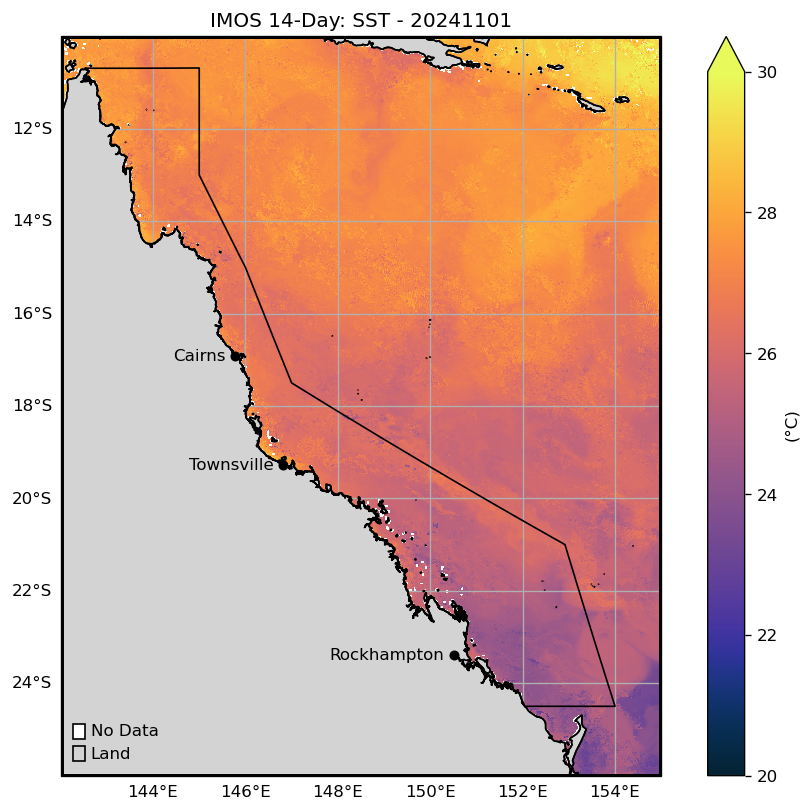 IMOS 14-Day: SST - 20241101
12°S
14°S
16°S
18°S
20°S
22°S
24°S
Cairns
Townsville
Rockhampton
No Data
Land
144°E 146°E 148°E 150°E 152°E 154°E
30
28
26
24
22
20
(°C)